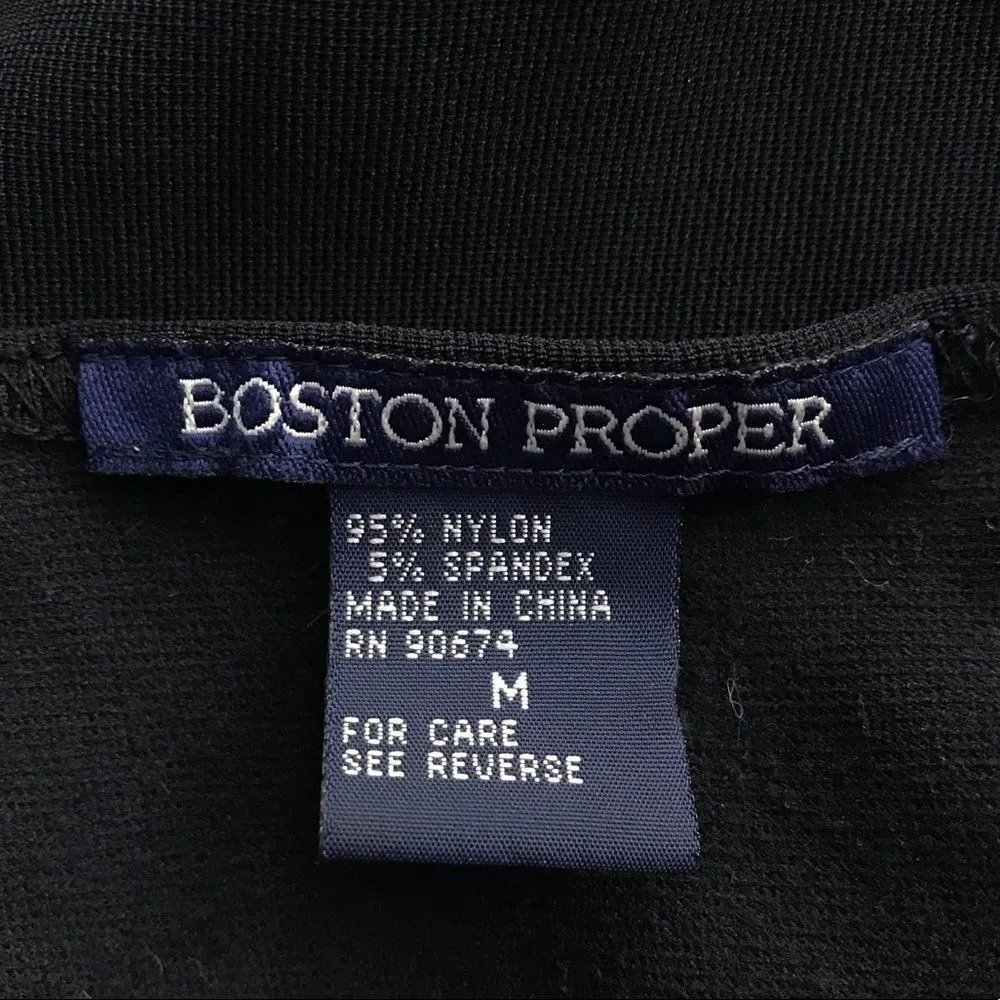 BOSTON PROPER
95% NYLON
5% SPANDEX
MADE IN CHINA
RN 90674
M
FOR CARE
SEE REVERSE